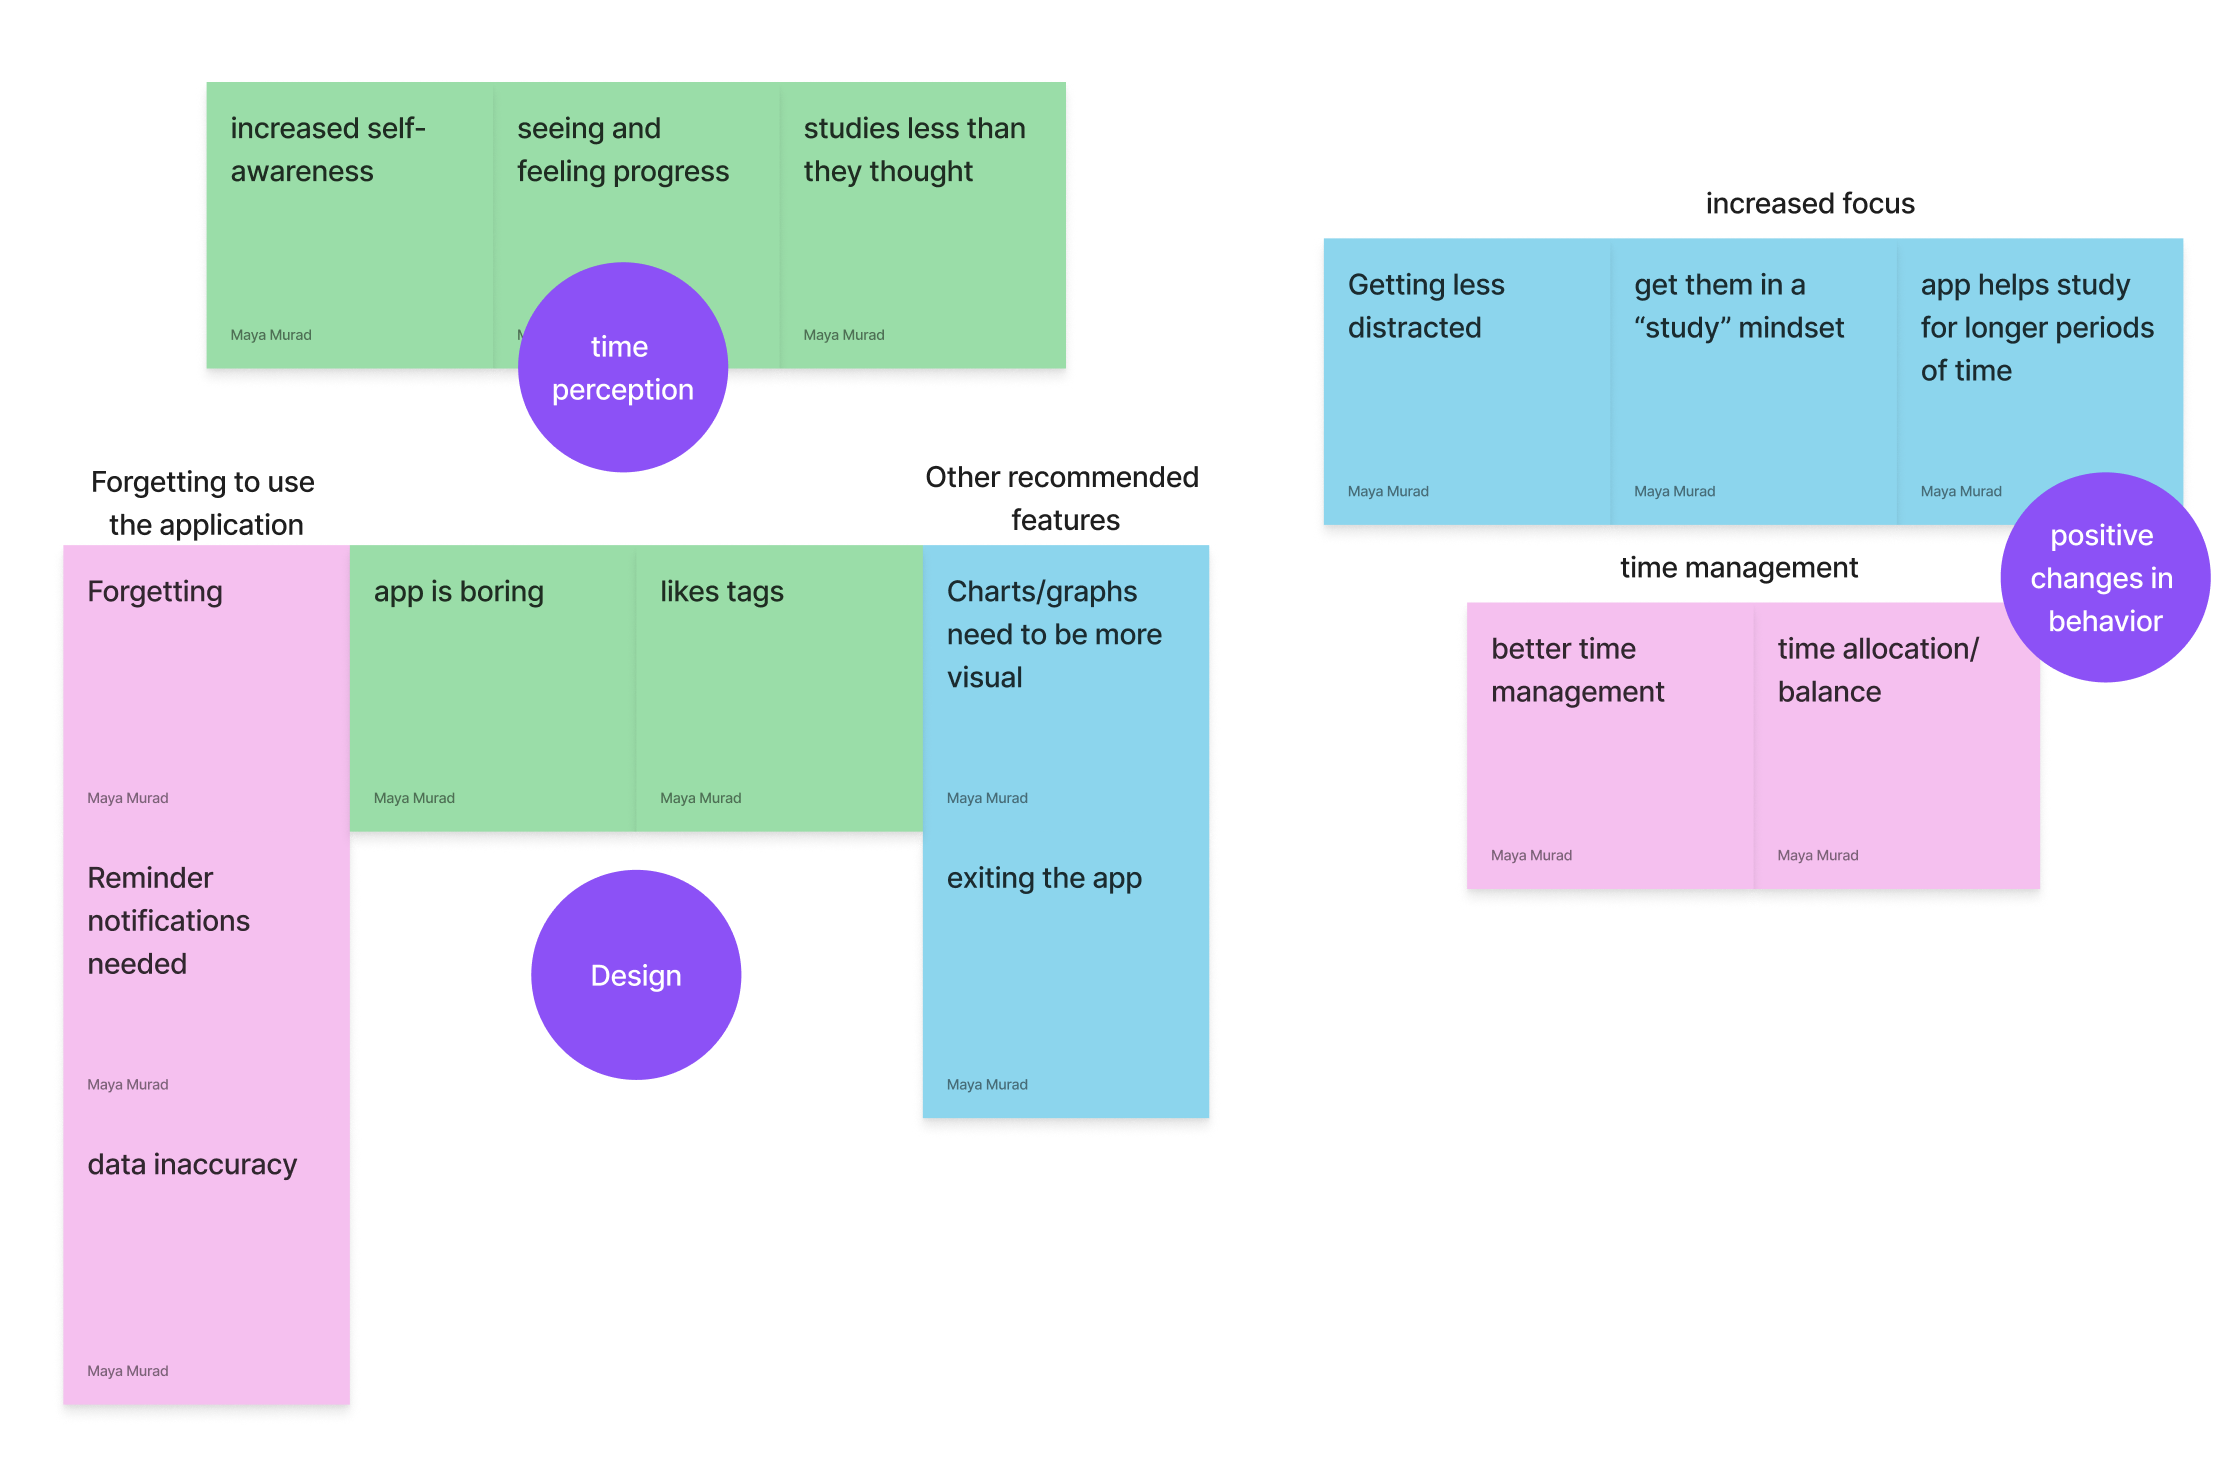 increased self-
awareness
Maya Murad
seeing and
feeling progress
studies less than
they thought
Maya Murad
time
perception
Forgetting to use
the application
Forgetting
Maya Murad
Reminder
notifications
needed
Maya Murad
data inaccuracy
Maya Murad
app is boring
Maya Murad
likes tags
Maya Murad
Design
Other recommended
features
Charts/graphs
need to be more
visual
Maya Murad
exiting the app
Maya Murad
increased focus
Getting less
distracted
Maya Murad
get them in a
“study” mindset
Maya Murad
app helps study
for longer periods
of time
Maya Murad
positive
changes in
behavior
time management
better time
management
Maya Murad
time allocation/
balance
Maya Murad